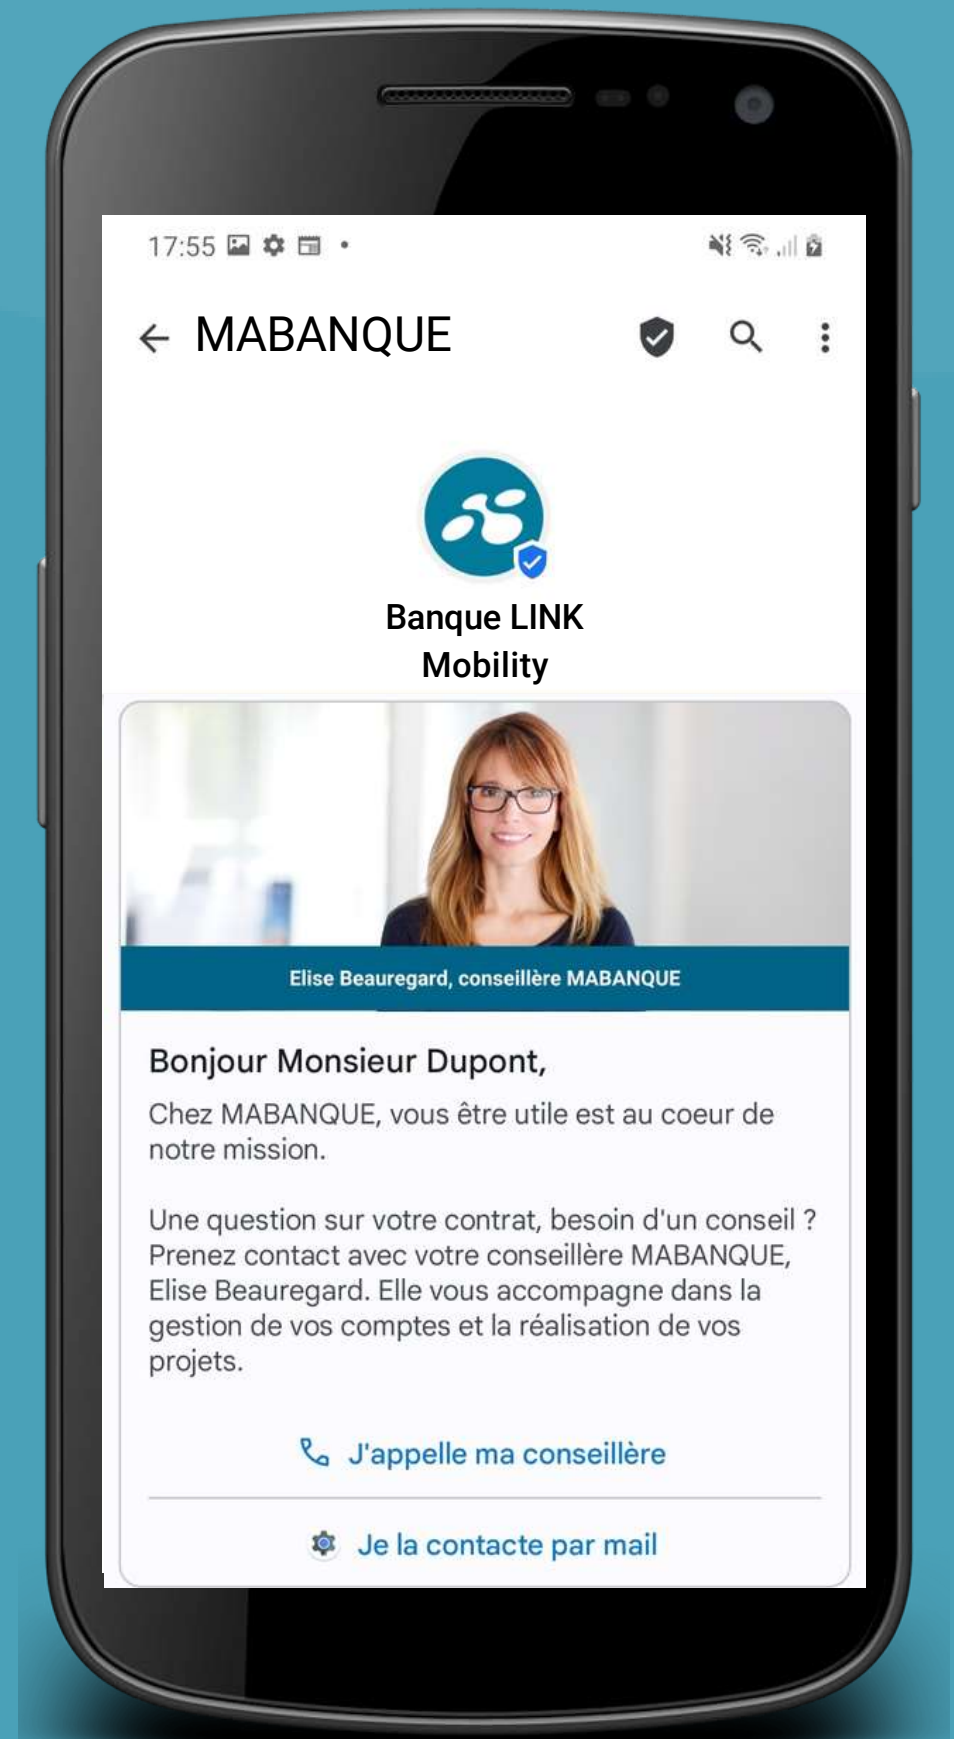 17:55
MABANQUE
Banque LINK
Mobility
Elise Beauregard, conseillère MABANQUE
Bonjour Monsieur Dupont,
Chez MABANQUE, vous être utile est au coeur de
notre mission.
Une question sur votre contrat, besoin d'un conseil ?
Prenez contact avec votre conseillère MABANQUE,
Elise Beauregard. Elle vous accompagne dans la
gestion de vos comptes et la réalisation de vos
projets.
J'appelle ma conseillère
Je la contacte par mail